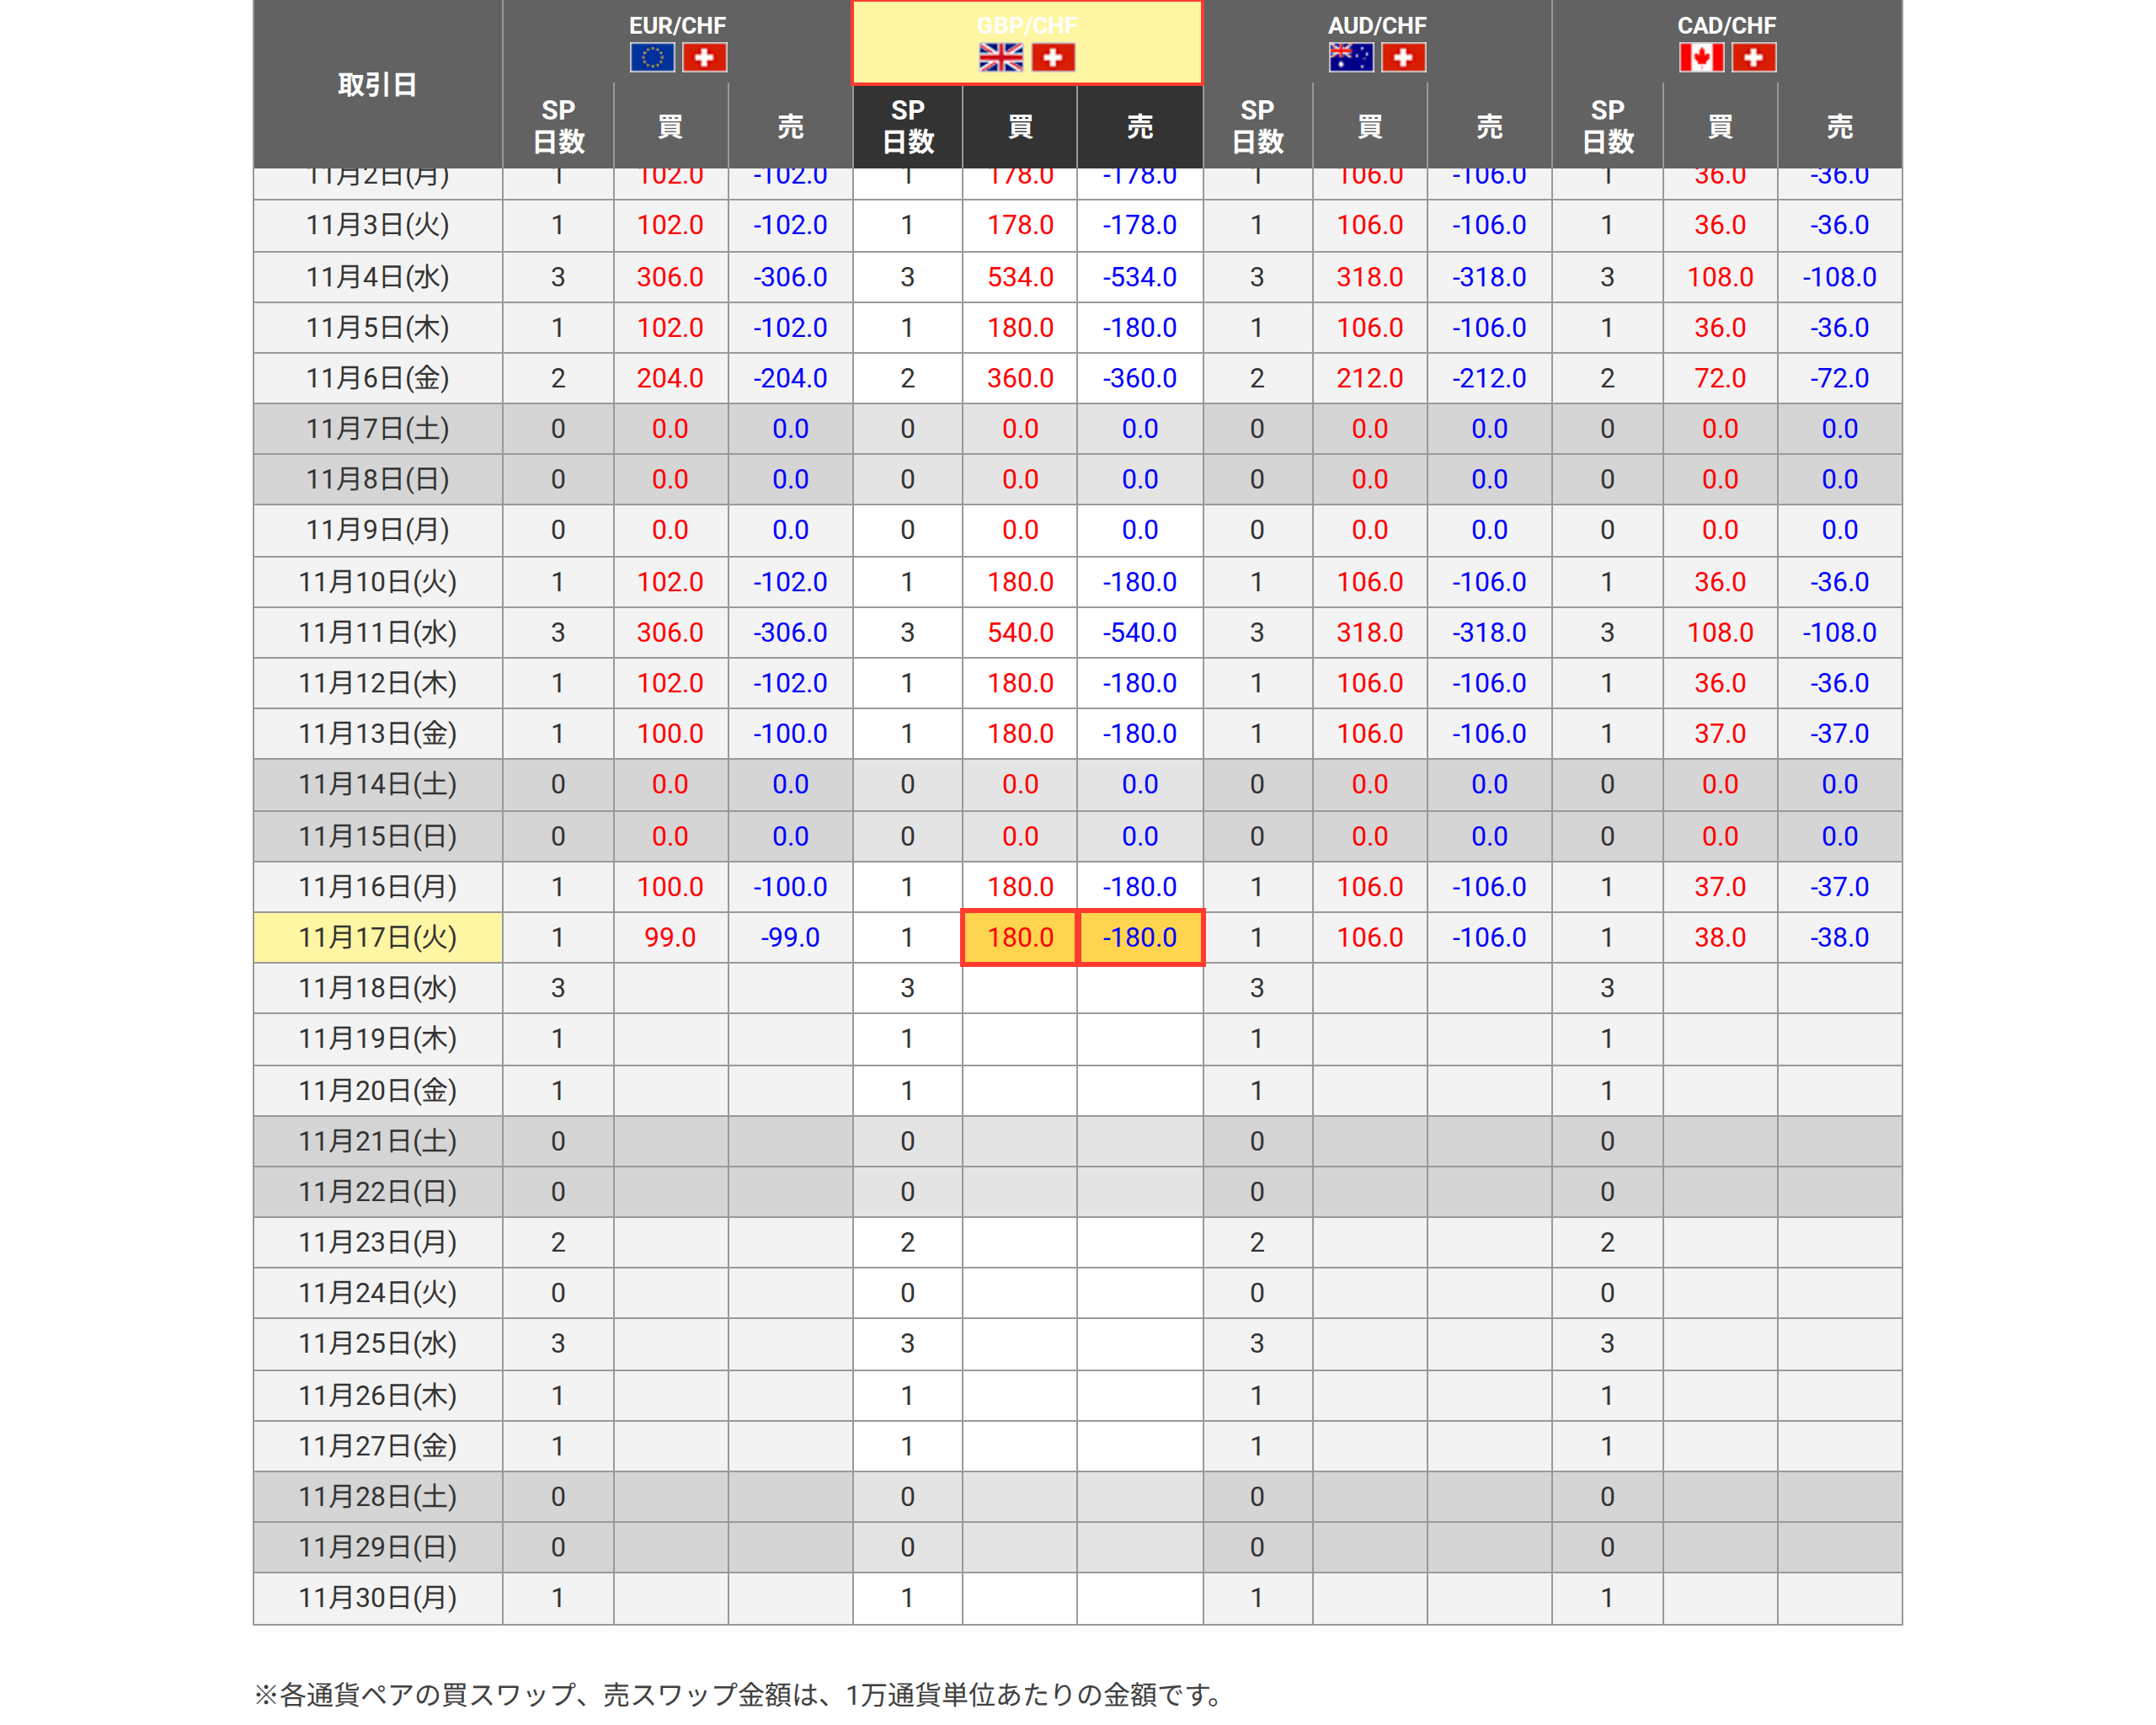 EUR/CHF GBP/CHF AUD/CHF CAD/CHF
取引日 SP日数 買 売 SP日数 買 売 SP日数 買 売 SP日数 買 売
11月2日(月) 1 102.0 -102.0 1 178.0 -178.0 1 106.0 -106.0 1 36.0 -36.0
11月3日(火) 1 102.0 -102.0 1 178.0 -178.0 1 106.0 -106.0 1 36.0 -36.0
11月4日(水) 3 306.0 -306.0 3 534.0 -534.0 3 318.0 -318.0 3 108.0 -108.0
11月5日(木) 1 102.0 -102.0 1 180.0 -180.0 1 106.0 -106.0 1 36.0 -36.0
11月6日(金) 2 204.0 -204.0 2 360.0 -360.0 2 212.0 -212.0 2 72.0 -72.0
11月7日(土) 0 0.0 0.0 0 0.0 0.0 0 0.0 0.0 0 0.0 0.0
11月8日(日) 0 0.0 0.0 0 0.0 0.0 0 0.0 0.0 0 0.0 0.0
11月9日(月) 0 0.0 0.0 0 0.0 0.0 0 0.0 0.0 0 0.0 0.0
11月10日(火) 1 102.0 -102.0 1 180.0 -180.0 1 106.0 -106.0 1 36.0 -36.0
11月11日(水) 3 306.0 -306.0 3 540.0 -540.0 3 318.0 -318.0 3 108.0 -108.0
11月12日(木) 1 102.0 -102.0 1 180.0 -180.0 1 106.0 -106.0 1 36.0 -36.0
11月13日(金) 1 100.0 -100.0 1 180.0 -180.0 1 106.0 -106.0 1 37.0 -37.0
11月14日(土) 0 0.0 0.0 0 0.0 0.0 0 0.0 0.0 0 0.0 0.0
11月15日(日) 0 0.0 0.0 0 0.0 0.0 0 0.0 0.0 0 0.0 0.0
11月16日(月) 1 100.0 -100.0 1 180.0 -180.0 1 106.0 -106.0 1 37.0 -37.0
11月17日(火) 1 99.0 -99.0 1 180.0 -180.0 1 106.0 -106.0 1 38.0 -38.0
11月18日(水) 3 3 3 3
11月19日(木) 1 1 1 1
11月20日(金) 1 1 1 1
11月21日(土) 0 0 0 0
11月22日(日) 0 0 0 0
11月23日(月) 2 2 2 2
11月24日(火) 0 0 0 0
11月25日(水) 3 3 3 3
11月26日(木) 1 1 1 1
11月27日(金) 1 1 1 1
11月28日(土) 0 0 0 0
11月29日(日) 0 0 0 0
11月30日(月) 1 1 1 1
※各通貨ペアの買スワップ、売スワップ金額は、1万通貨単位あたりの金額です。